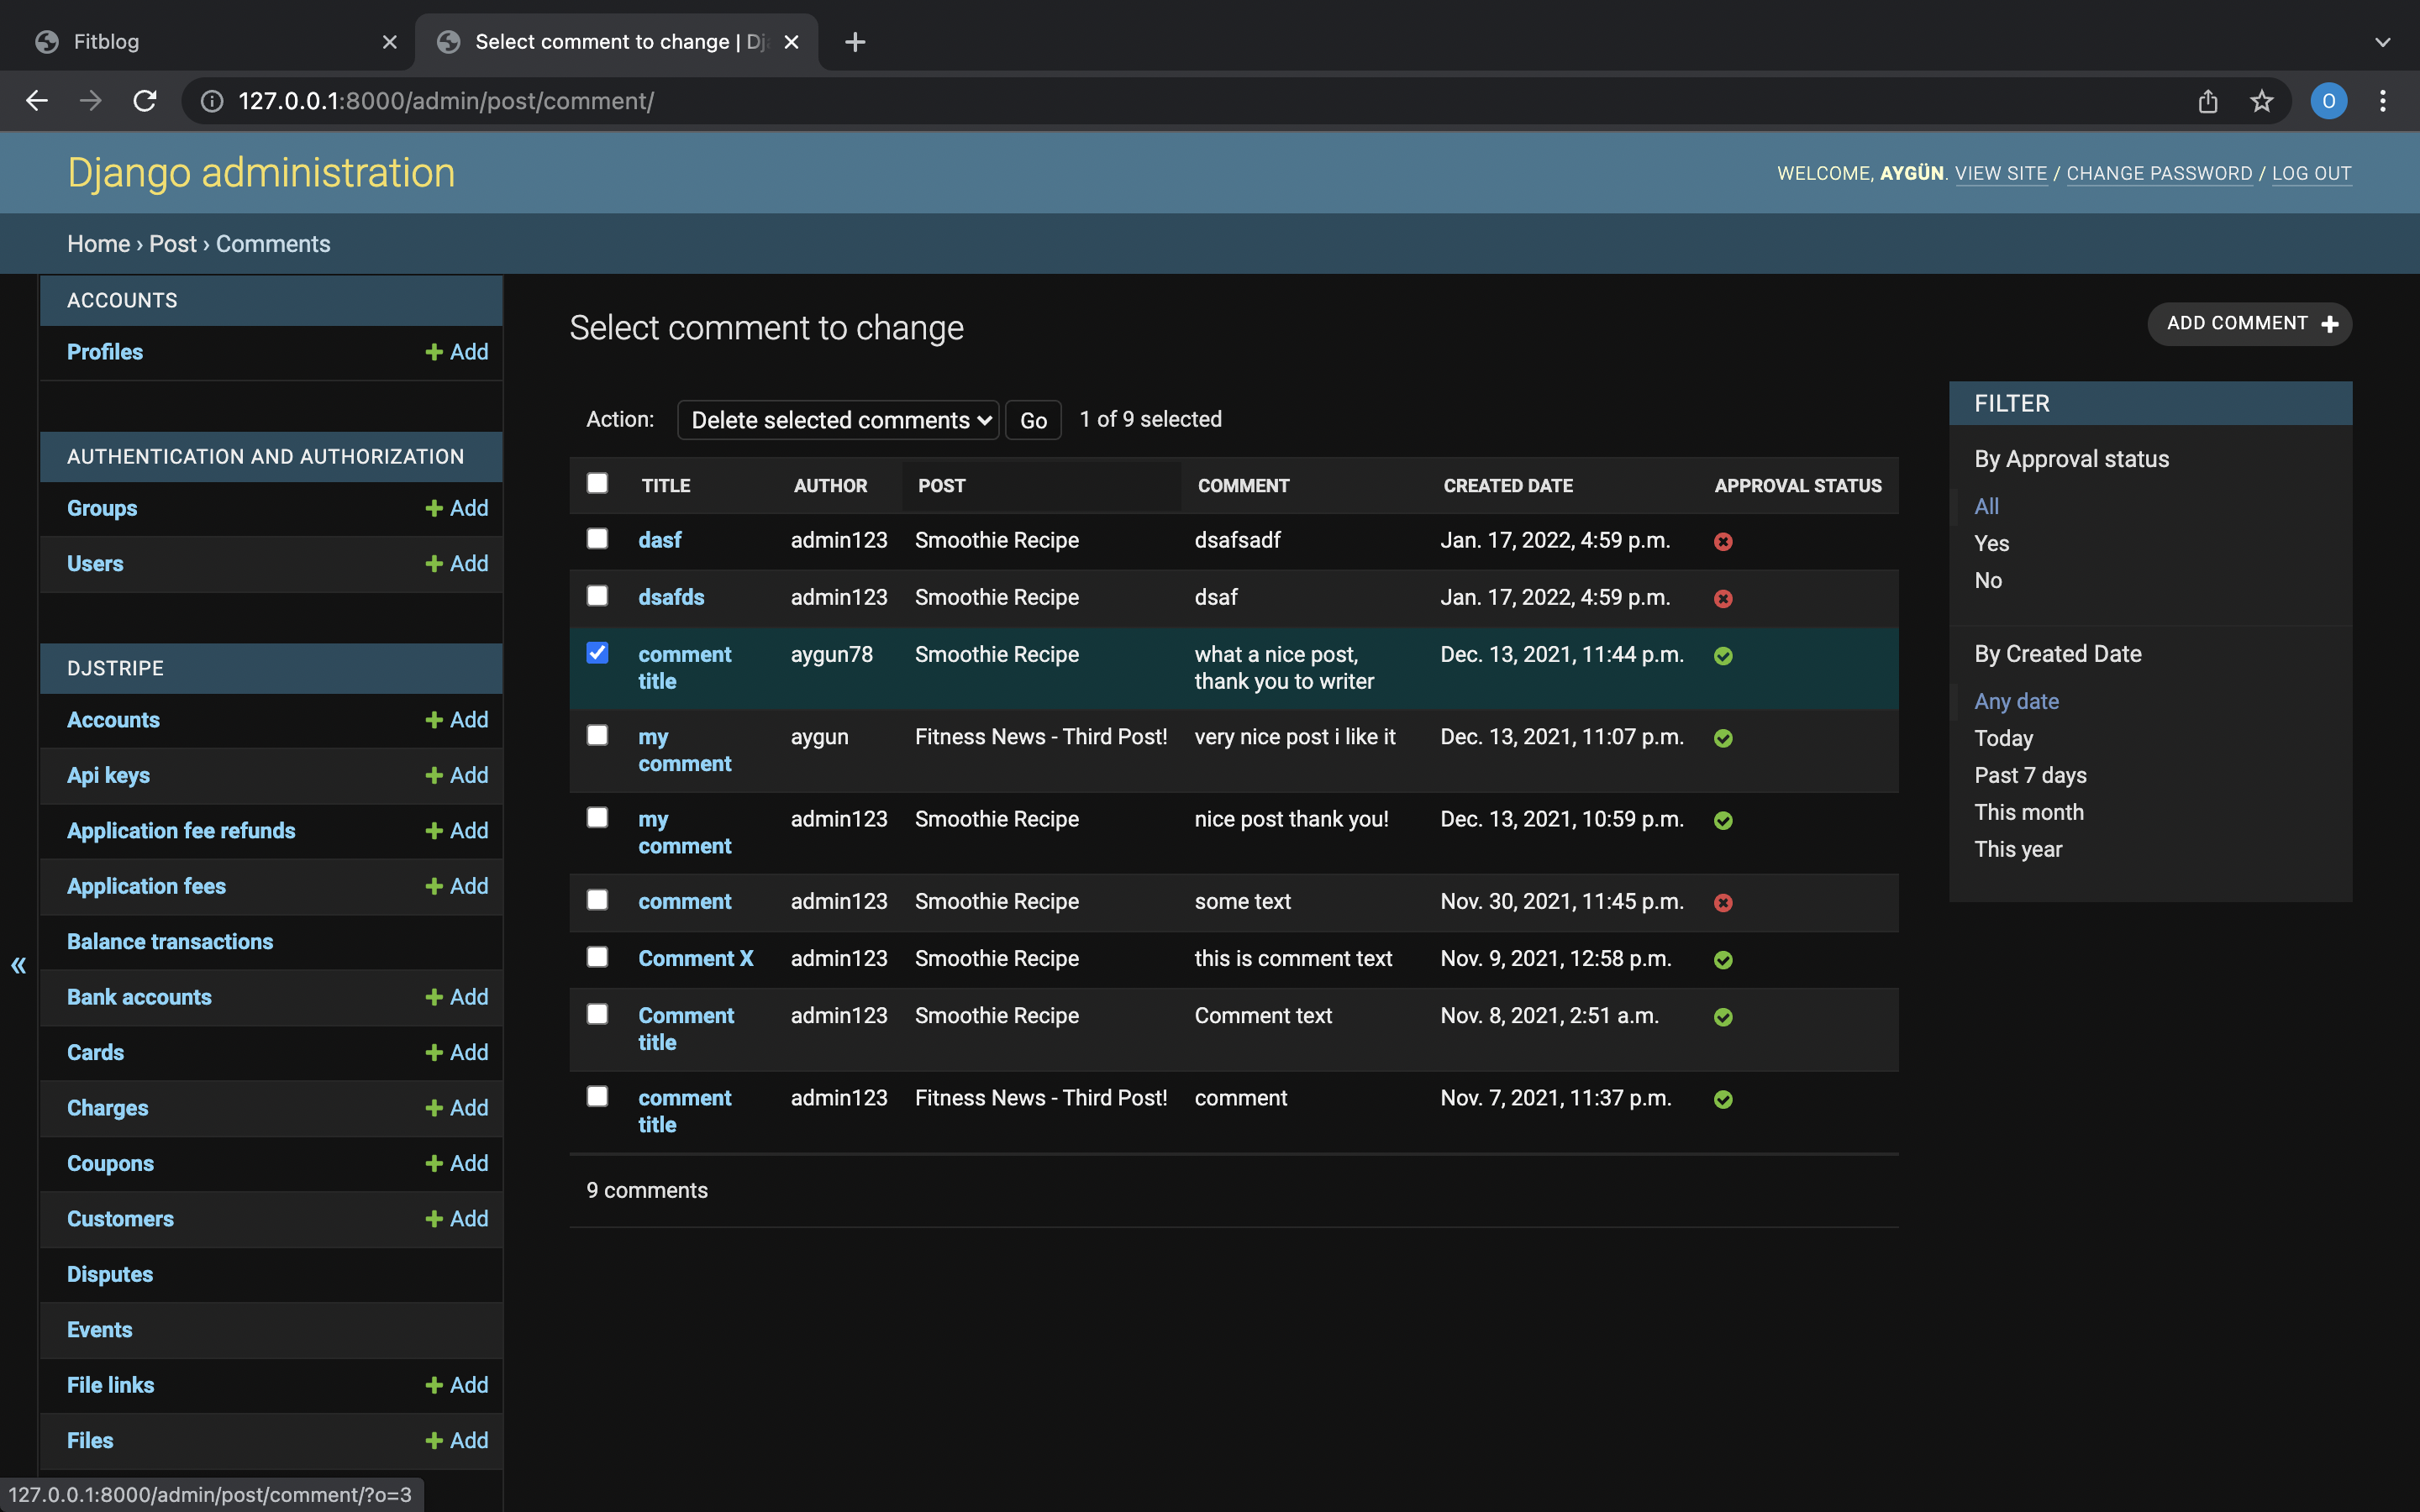 Fitblog
Select comment to change | Dj
127.0.0.1:8000/admin/post/comment/
O
Django administration
WELCOME, AYGÜN. VIEW SITE / CHANGE PASSWORD / LOG OUT
Home › Post › Comments
ACCOUNTS
Profiles
Add
AUTHENTICATION AND AUTHORIZATION
Groups
Add
Users
Add
DJSTRIPE
Accounts
Add
Api keys
Add
Application fee refunds
Add
Application fees
Add
Balance transactions
Bank accounts
Add
Cards
Add
Charges
Add
Coupons
Add
Customers
Add
Disputes
Events
File links
Add
Files
Add
«
Select comment to change
ADD COMMENT
Action: Delete selected comments Go 1 of 9 selected
TITLE AUTHOR POST COMMENT CREATED DATE APPROVAL STATUS
dasf admin123 Smoothie Recipe dsafsadf Jan. 17, 2022, 4:59 p.m.
dsafds admin123 Smoothie Recipe dsaf Jan. 17, 2022, 4:59 p.m.
comment aygun78 Smoothie Recipe what a nice post, Dec. 13, 2021, 11:44 p.m.
title thank you to writer
my aygun Fitness News - Third Post! very nice post i like it Dec. 13, 2021, 11:07 p.m.
comment
my admin123 Smoothie Recipe nice post thank you! Dec. 13, 2021, 10:59 p.m.
comment
comment admin123 Smoothie Recipe some text Nov. 30, 2021, 11:45 p.m.
Comment X admin123 Smoothie Recipe this is comment text Nov. 9, 2021, 12:58 p.m.
Comment admin123 Smoothie Recipe Comment text Nov. 8, 2021, 2:51 a.m.
title
comment admin123 Fitness News - Third Post! comment Nov. 7, 2021, 11:37 p.m.
title
9 comments
FILTER
By Approval status
All
Yes
No
By Created Date
Any date
Today
Past 7 days
This month
This year
127.0.0.1:8000/admin/post/comment/?o=3